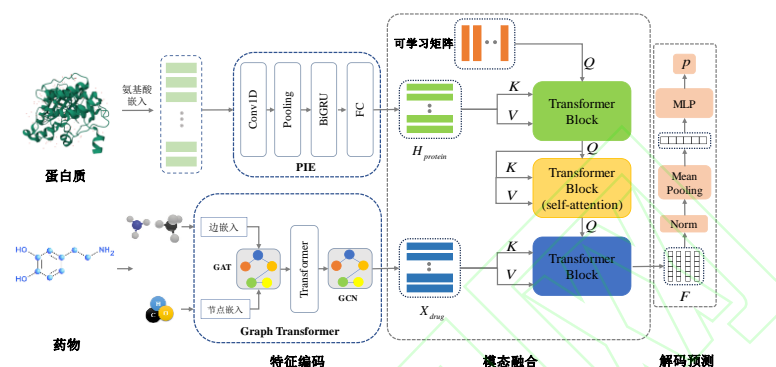 可学习矩阵
Q
氨基酸
嵌入
Conv1D
Pooling
BiGRU
FC
PIE
蛋白质
H_protein
K
V
Transformer
Block
Q
K
V
Transformer
Block
(self-attention)
Q
K
V
Transformer
Block
p
MLP
Mean
Pooling
Norm
F
HO
HO
NH2
药物
H
C
O
边嵌入
节点嵌入
GAT
Transformer
GCN
Graph Transformer
X_drug
特征编码
模态融合
解码预测